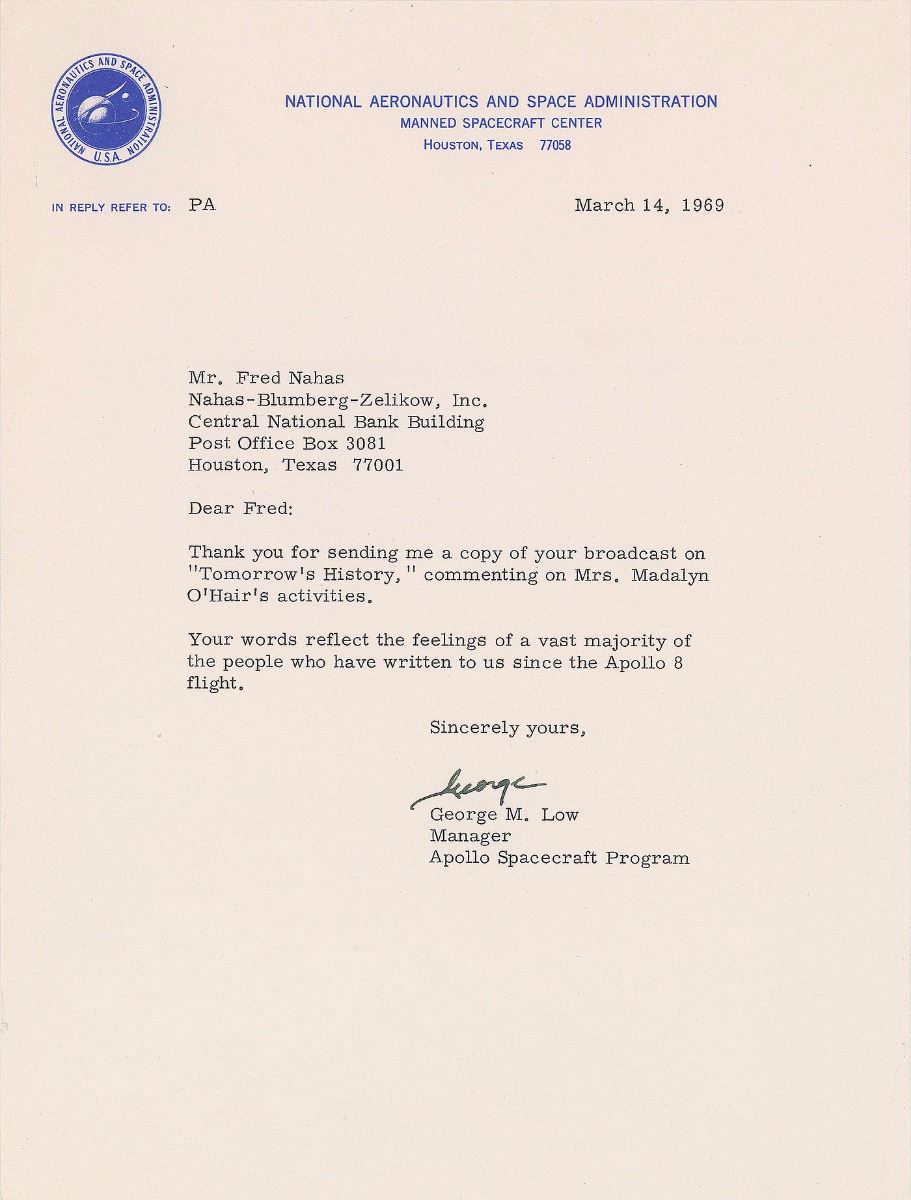 NATIONAL AERONAUTICS AND SPACE ADMINISTRATION
U.S.A.
NATIONAL AERONAUTICS AND SPACE ADMINISTRATION
MANNED SPACECRAFT CENTER
HOUSTON, TEXAS 77058
IN REPLY REFER TO: PA
March 14, 1969
Mr. Fred Nahas
Nahas-Blumberg-Zelikow, Inc.
Central National Bank Building
Post Office Box 3081
Houston, Texas 77001
Dear Fred:
Thank you for sending me a copy of your broadcast on
"Tomorrow's History," commenting on Mrs. Madalyn
O'Hair's activities.
Your words reflect the feelings of a vast majority of
the people who have written to us since the Apollo 8
flight.
Sincerely yours,
George
George M. Low
Manager
Apollo Spacecraft Program